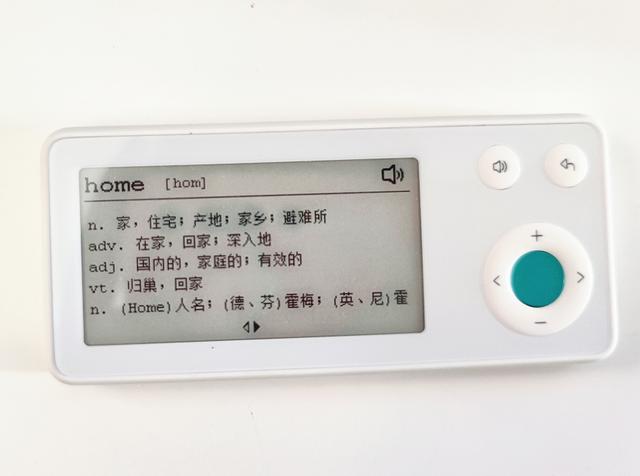 home [hom]
n. 家，住宅；产地；家乡；避难所
adv. 在家，回家；深入地
adj. 国内的，家庭的；有效的
vt. 归巢，回家
n. (Home)人名；(德、芬)霍梅；(英、尼)霍
+
< >
−